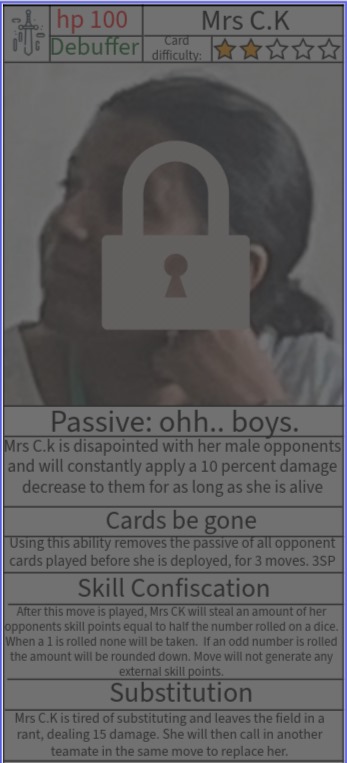 hp 100
Mrs C.K
Debuffer
Card
difficulty:
Passive: ohh.. boys.
Mrs C.k is disapointed with her male opponents
and will constantly apply a 10 percent damage
decrease to them for as long as she is alive
Cards be gone
Using this ability removes the passive of all opponent
cards played before she is deployed, for 3 moves. 3SP
Skill Confiscation
After this move is played, Mrs CK will steal an amount of her
opponents skill points equal to half the number rolled on a dice.
When a 1 is rolled none will be taken. If an odd number is rolled
the amount will be rounded down. Move will not generate any
external skill points.
Substitution
Mrs C.K is tired of substituting and leaves the field in a
rant, dealing 15 damage. She will then call in another
teamate in the same move to replace her.